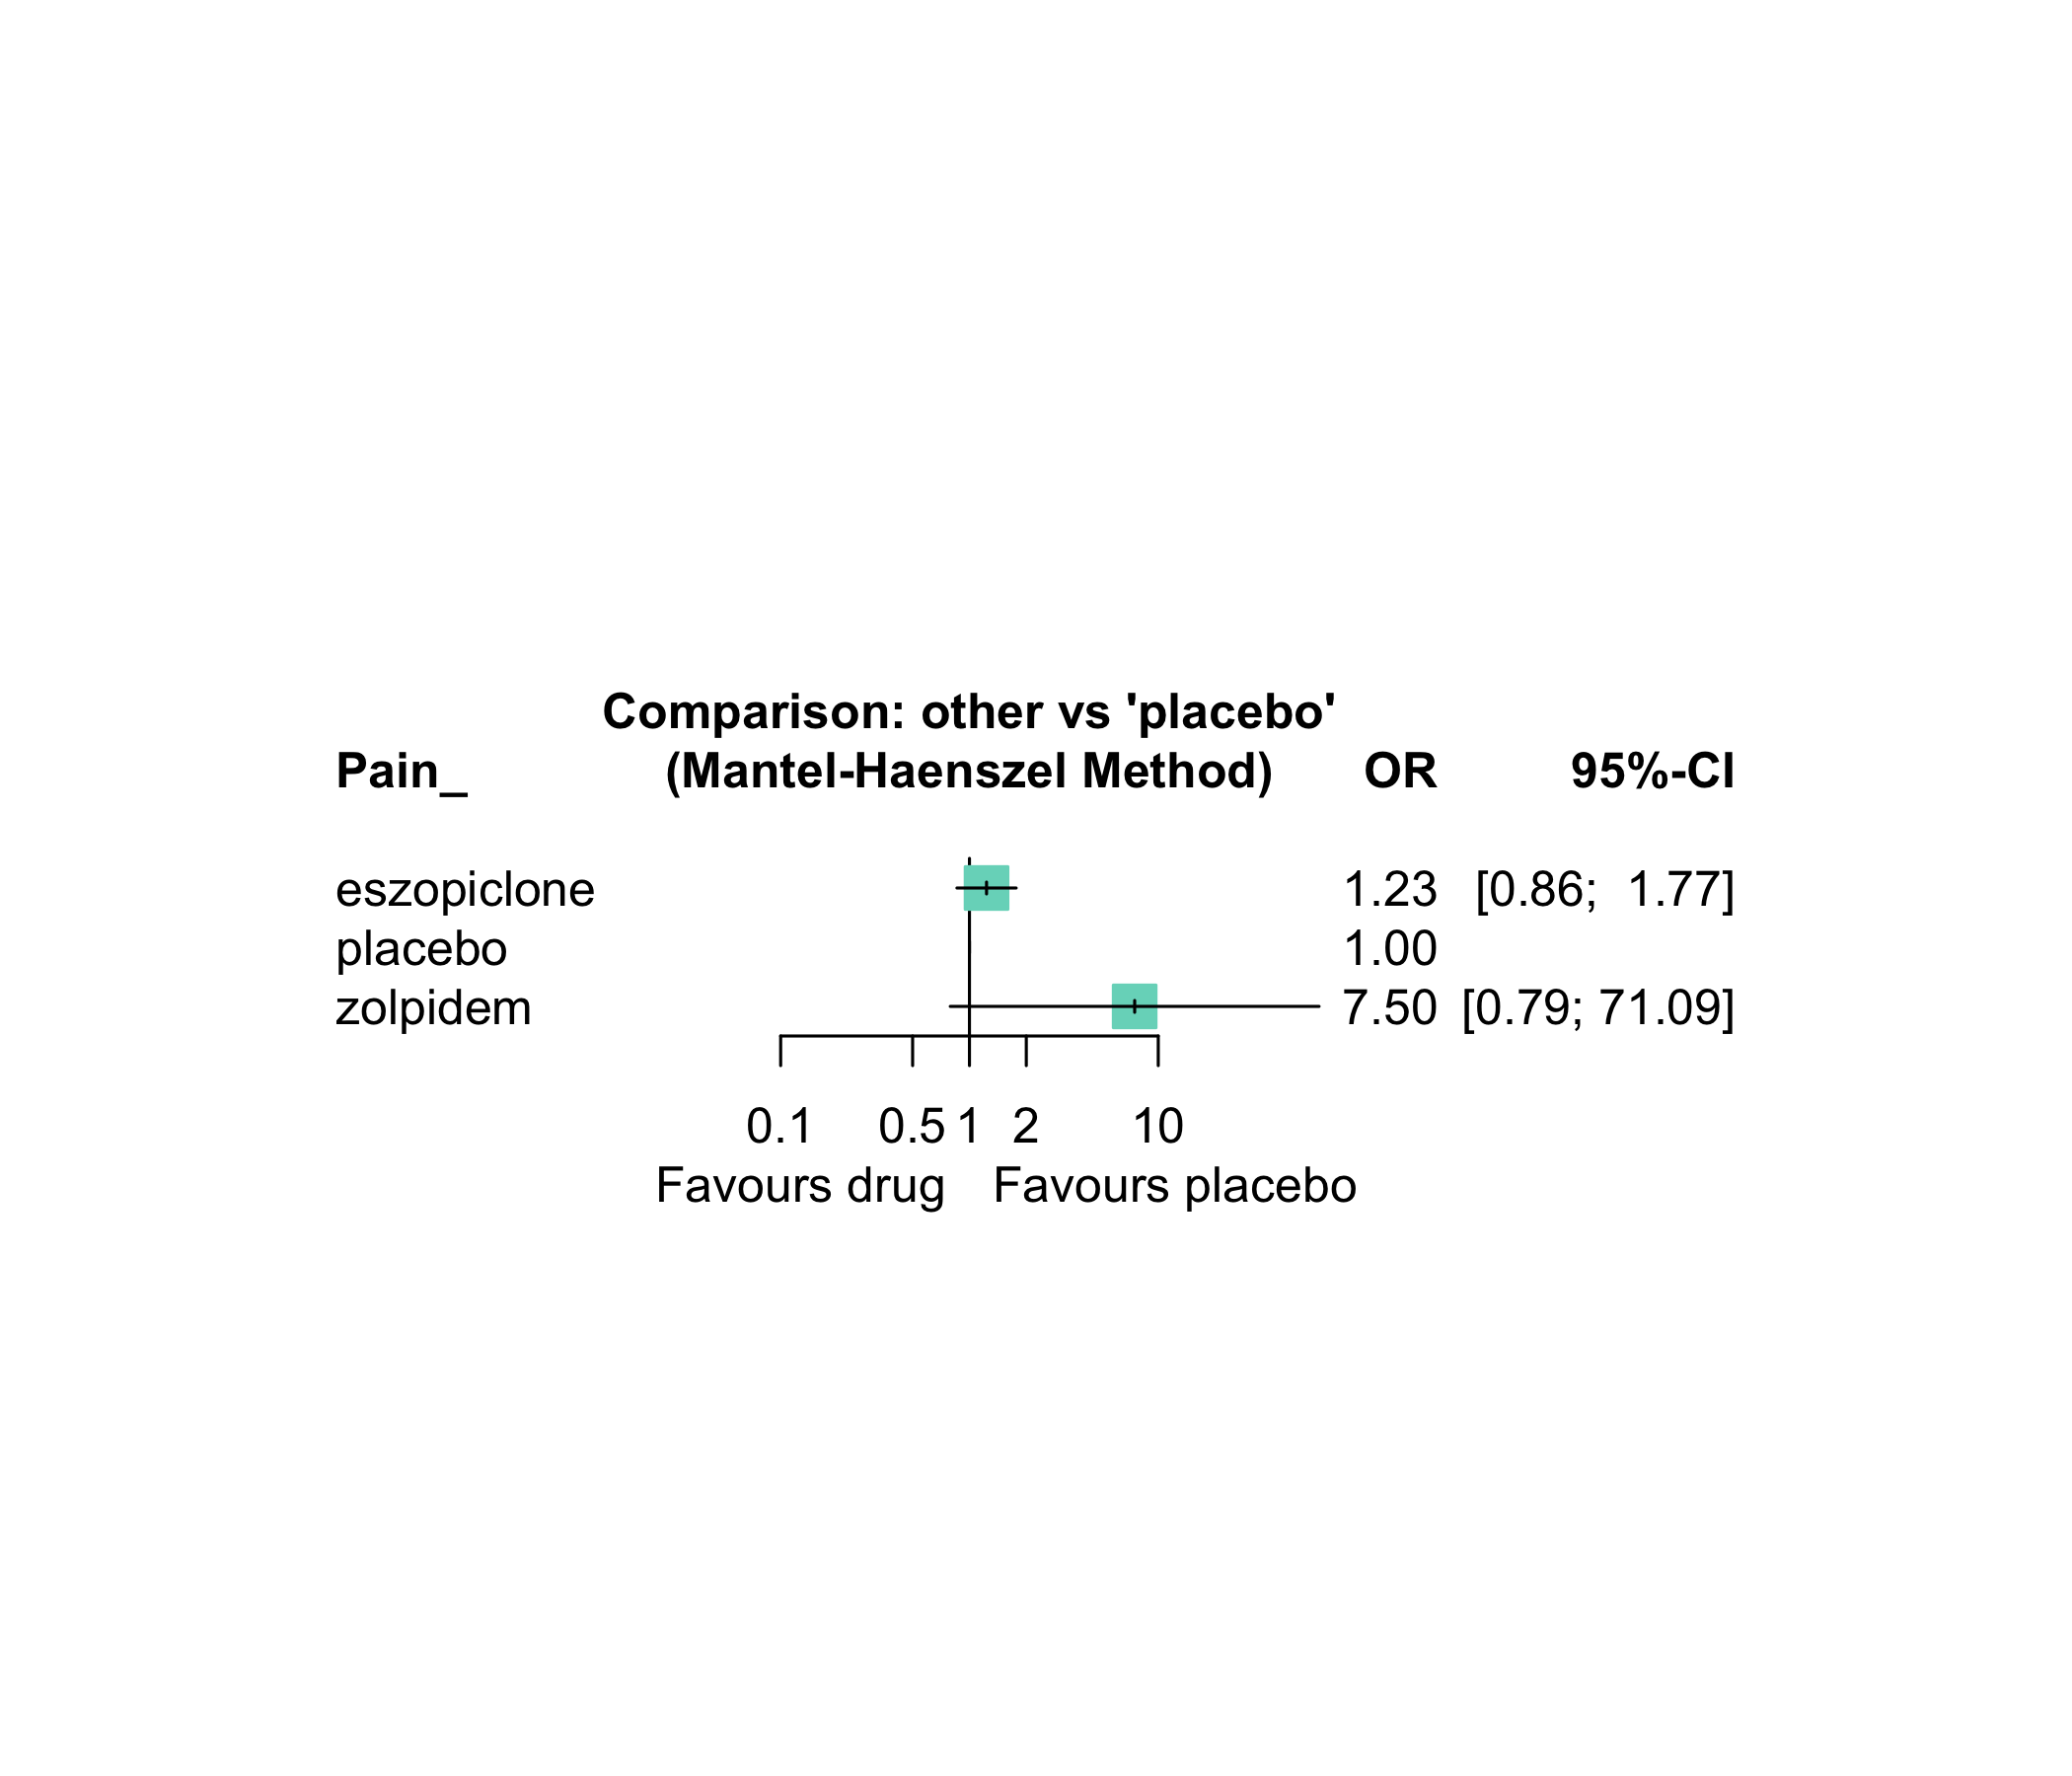 Comparison: other vs 'placebo'
Pain_ (Mantel-Haenszel Method) OR 95%-CI
eszopiclone 1.23 [0.86; 1.77]
placebo 1.00
zolpidem 7.50 [0.79; 71.09]
0.1 0.5 1 2 10
Favours drug Favours placebo